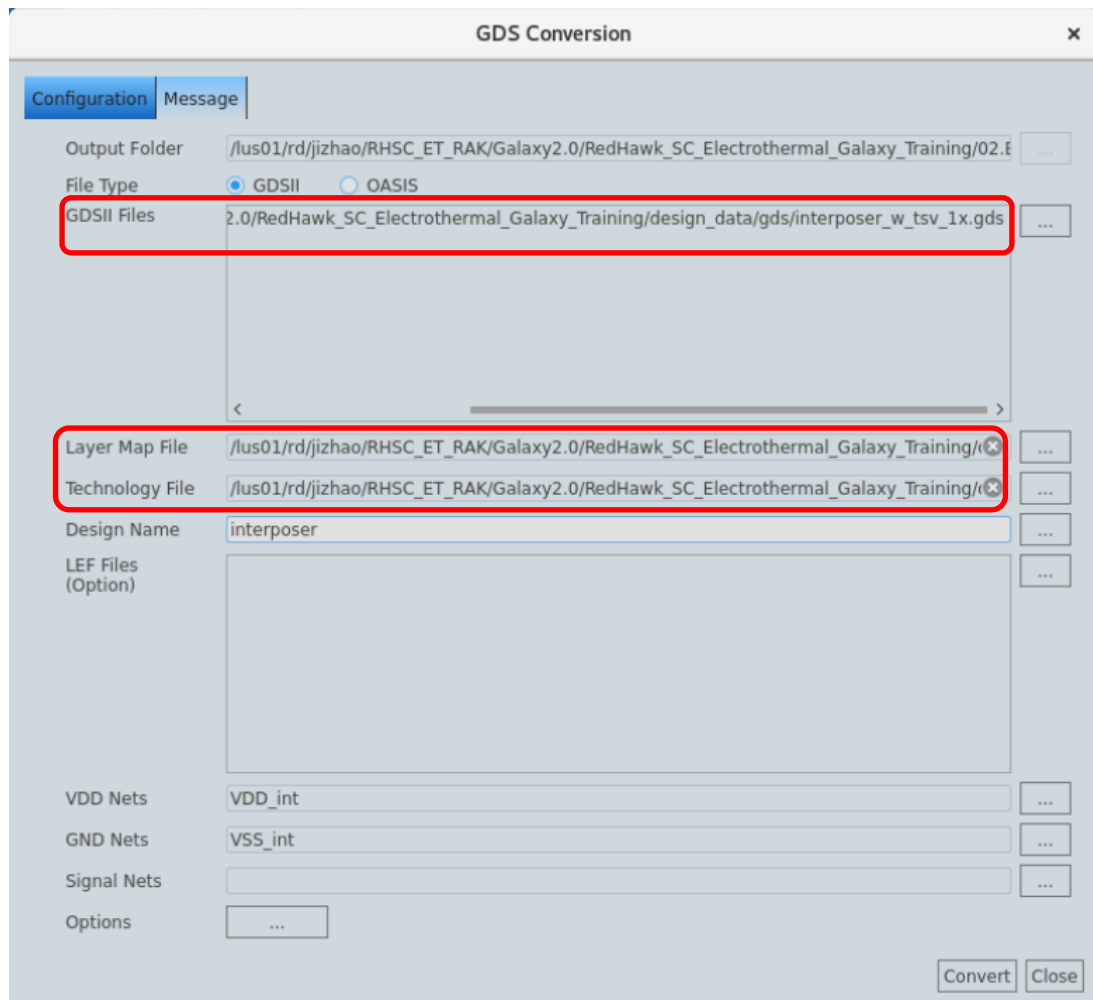 GDS Conversion
Configuration Message
Output Folder /lus01/rd/jizhao/RHSC_ET_RAK/Galaxy2.0/RedHawk_SC_Electrothermal_Galaxy_Training/02.E ...
File Type GDSII OASIS
GDSII Files 2.0/RedHawk_SC_Electrothermal_Galaxy_Training/design_data/gds/interposer_w_tsv_1x.gds ...
Layer Map File /lus01/rd/jizhao/RHSC_ET_RAK/Galaxy2.0/RedHawk_SC_Electrothermal_Galaxy_Training/ ...
Technology File /lus01/rd/jizhao/RHSC_ET_RAK/Galaxy2.0/RedHawk_SC_Electrothermal_Galaxy_Training/ ...
Design Name interposer ...
LEF Files ...
(Option)
VDD Nets VDD_int ...
GND Nets VSS_int ...
Signal Nets ...
Options ...
Convert Close